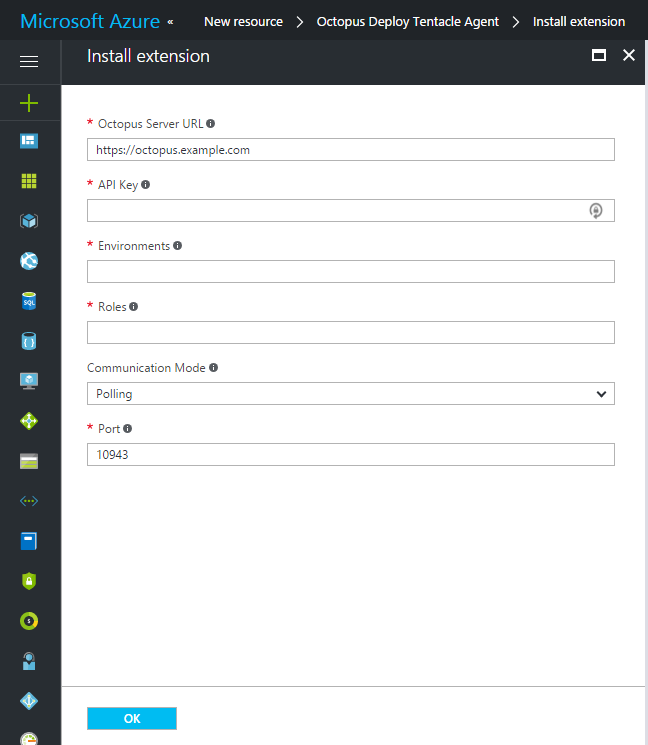 Microsoft Azure « New resource > Octopus Deploy Tentacle Agent > Install extension
Install extension
* Octopus Server URL
https://octopus.example.com
* API Key
* Environments
* Roles
Communication Mode
Polling
* Port
10943
SQL
OK